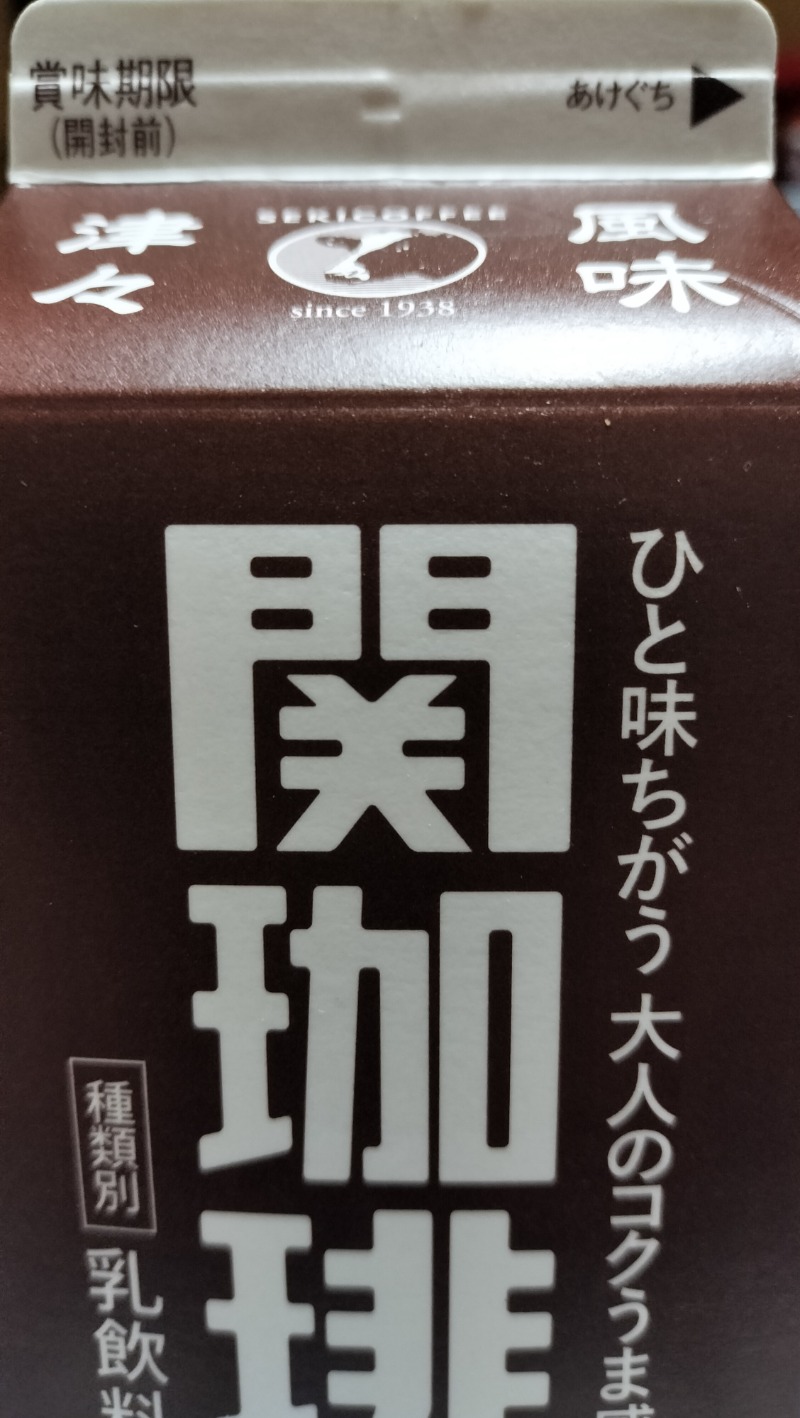 賞味期限
(開封前)
あけぐち
風味
津々
SEKICOFFEE
since 1938
ひと味ちがう 大人のコクうま
関珈琲
種類別
乳飲料